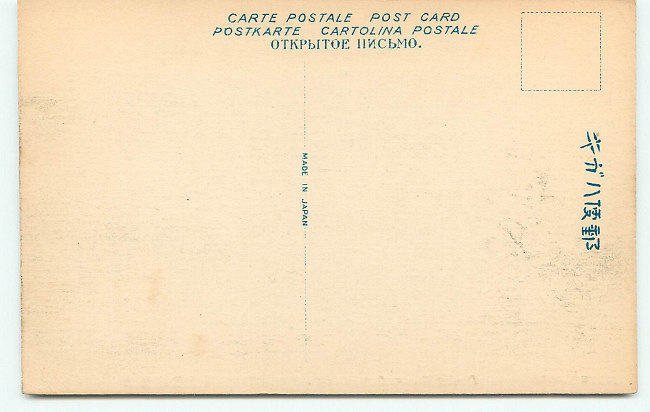 CARTE POSTALE POST CARD
POSTKARTE CARTOLINA POSTALE
ОТКРЫТОЕ ПИСЬМО.
MADE IN JAPAN
郵便ハガキ